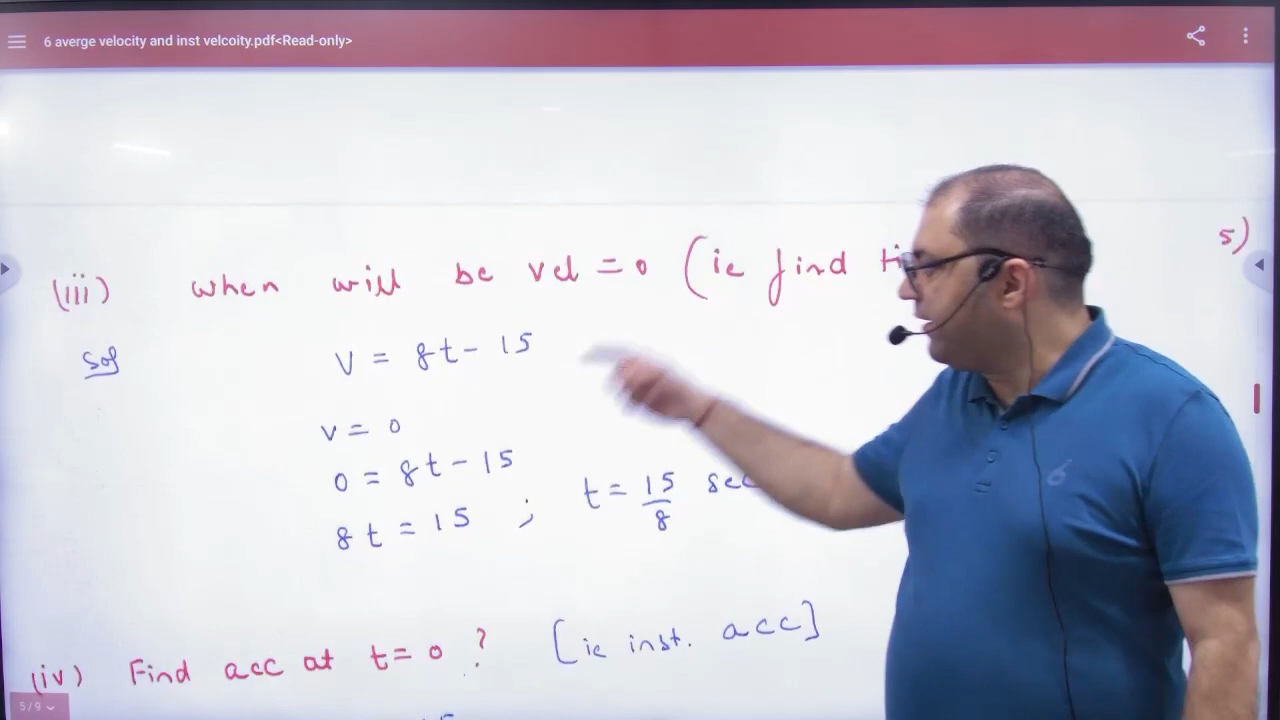 6 averge velocity and inst velcoity.pdf<Read-only>
5)
(iii) when will be vel = 0 (ie find
Sol
V = 8t - 15
v = 0
0 = 8t - 15
8t = 15 ; t = 15/8 sec
(iv) Find acc at t = 0 ? [ie inst. acc]
5/9